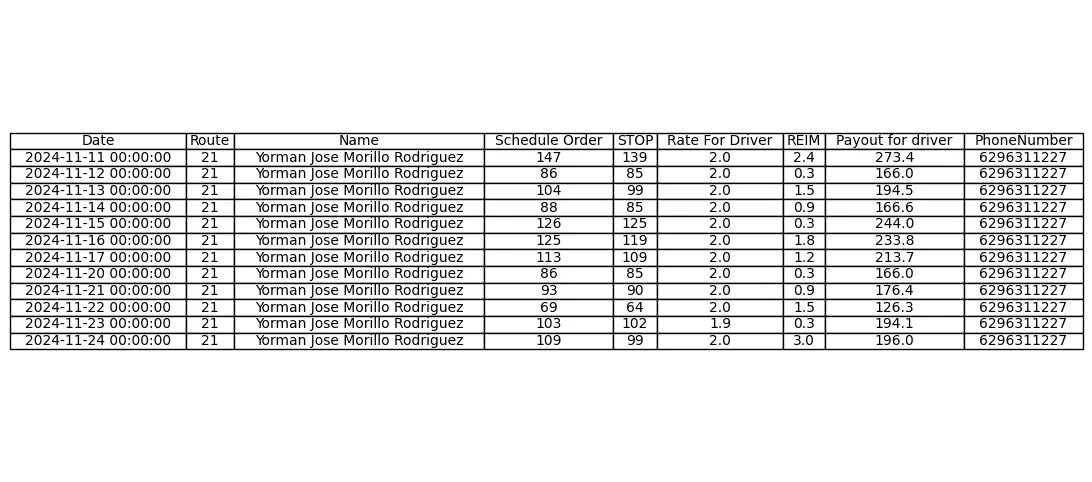 Date Route Name Schedule Order STOP Rate For Driver REIM Payout for driver PhoneNumber
2024-11-11 00:00:00 21 Yorman Jose Morillo Rodriguez 147 139 2.0 2.4 273.4 6296311227
2024-11-12 00:00:00 21 Yorman Jose Morillo Rodriguez 86 85 2.0 0.3 166.0 6296311227
2024-11-13 00:00:00 21 Yorman Jose Morillo Rodriguez 104 99 2.0 1.5 194.5 6296311227
2024-11-14 00:00:00 21 Yorman Jose Morillo Rodriguez 88 85 2.0 0.9 166.6 6296311227
2024-11-15 00:00:00 21 Yorman Jose Morillo Rodriguez 126 125 2.0 0.3 244.0 6296311227
2024-11-16 00:00:00 21 Yorman Jose Morillo Rodriguez 125 119 2.0 1.8 233.8 6296311227
2024-11-17 00:00:00 21 Yorman Jose Morillo Rodriguez 113 109 2.0 1.2 213.7 6296311227
2024-11-20 00:00:00 21 Yorman Jose Morillo Rodriguez 86 85 2.0 0.3 166.0 6296311227
2024-11-21 00:00:00 21 Yorman Jose Morillo Rodriguez 93 90 2.0 0.9 176.4 6296311227
2024-11-22 00:00:00 21 Yorman Jose Morillo Rodriguez 69 64 2.0 1.5 126.3 6296311227
2024-11-23 00:00:00 21 Yorman Jose Morillo Rodriguez 103 102 1.9 0.3 194.1 6296311227
2024-11-24 00:00:00 21 Yorman Jose Morillo Rodriguez 109 99 2.0 3.0 196.0 6296311227